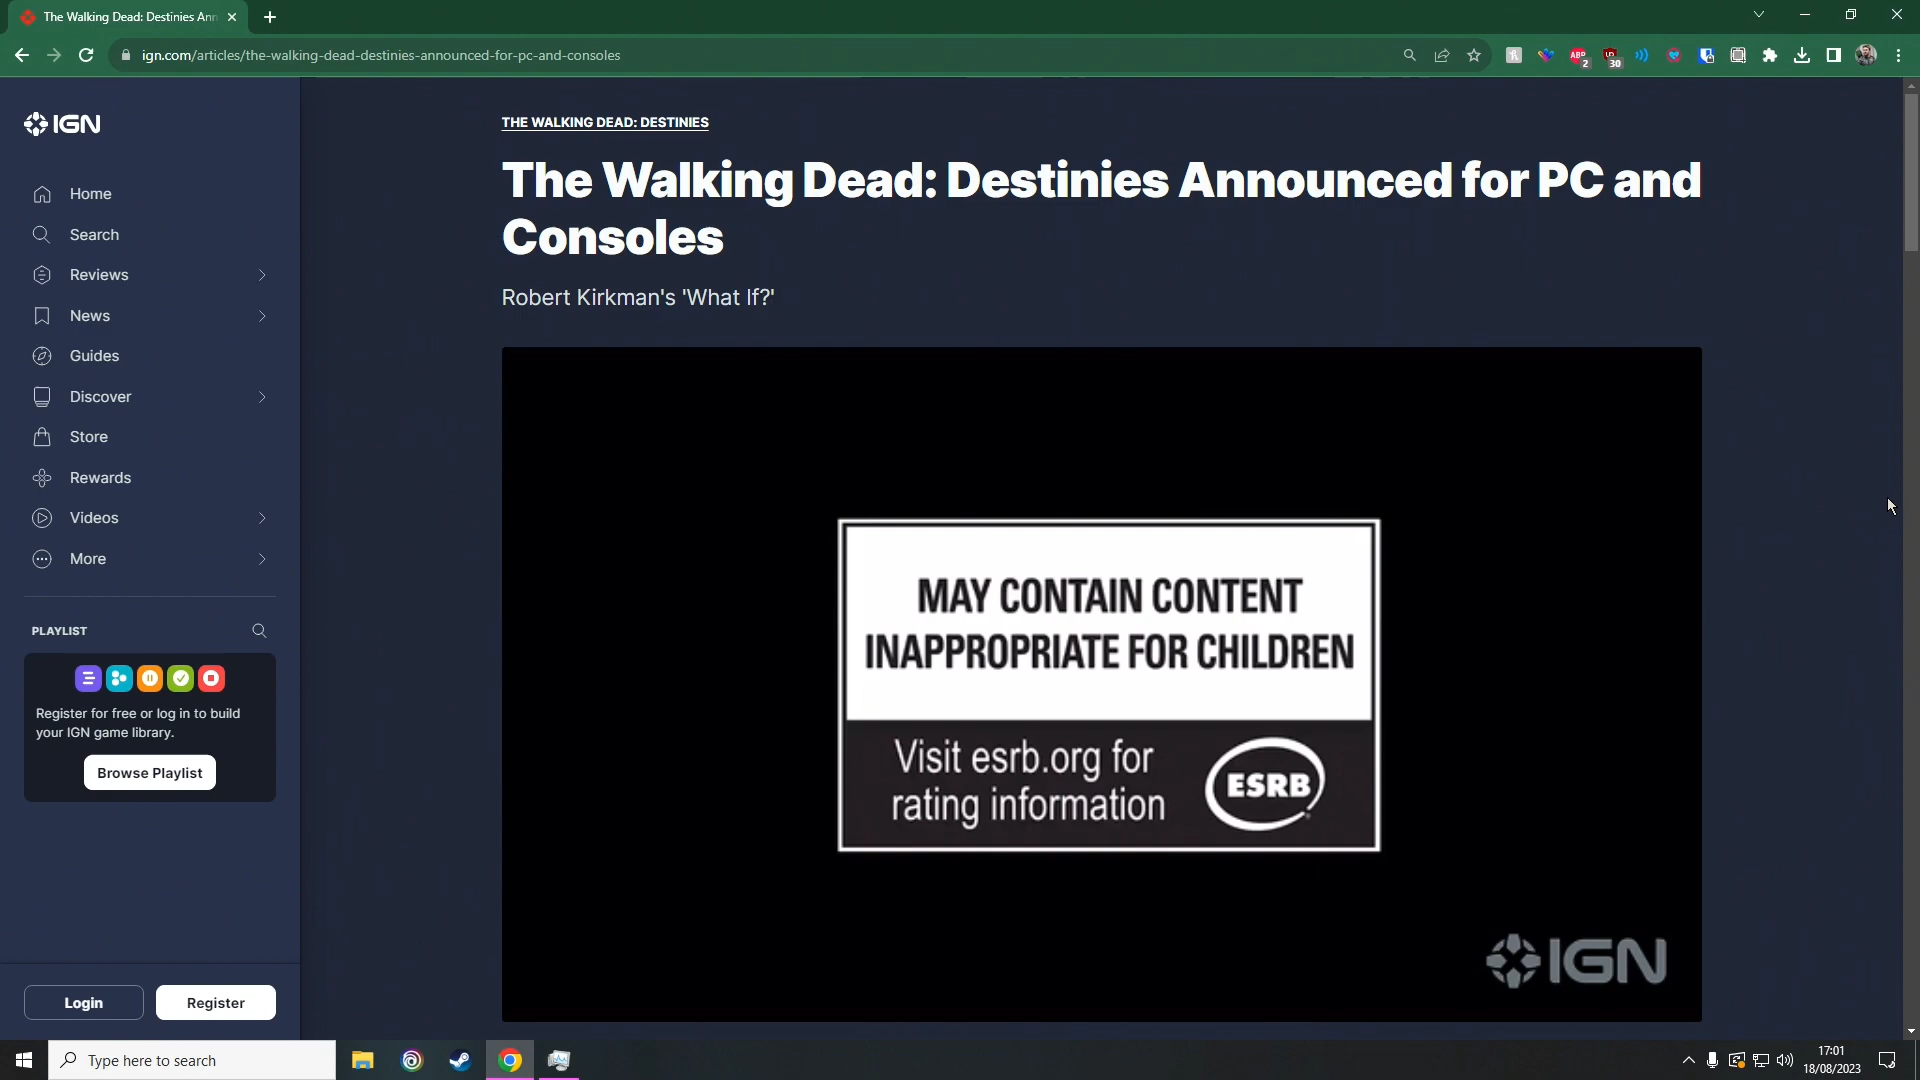 The Walking Dead: Destinies Ann
ign.com/articles/the-walking-dead-destinies-announced-for-pc-and-consoles
ABP
2
30
IGN
Home
Search
Reviews
News
Guides
Discover
Store
Rewards
Videos
More
PLAYLIST
Register for free or log in to build
your IGN game library.
Browse Playlist
Login
Register
THE WALKING DEAD: DESTINIES
The Walking Dead: Destinies Announced for PC and
Consoles
Robert Kirkman's 'What If?'
MAY CONTAIN CONTENT
INAPPROPRIATE FOR CHILDREN
Visit esrb.org for
rating information
ESRB
IGN
Type here to search
17:01
18/08/2023